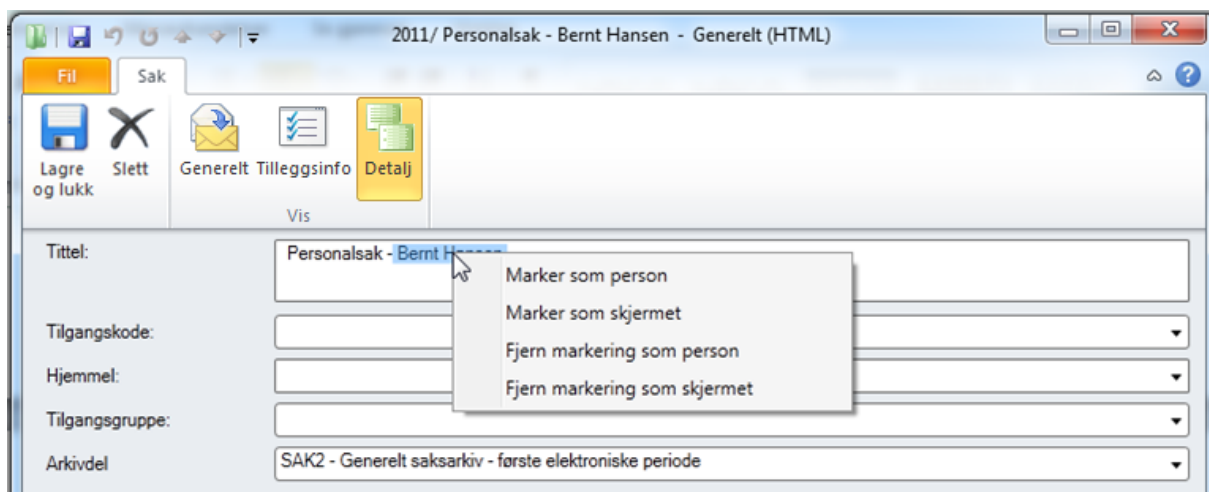 2011/ Personalsak - Bernt Hansen - Generelt (HTML)
Fil Sak
Lagre og lukk
Slett
Generelt
Tilleggsinfo
Detalj
Vis
Tittel: Personalsak - Bernt Hansen
Marker som person
Marker som skjermet
Fjern markering som person
Fjern markering som skjermet
Tilgangskode:
Hjemmel:
Tilgangsgruppe:
Arkivdel SAK2 - Generelt saksarkiv - første elektroniske periode